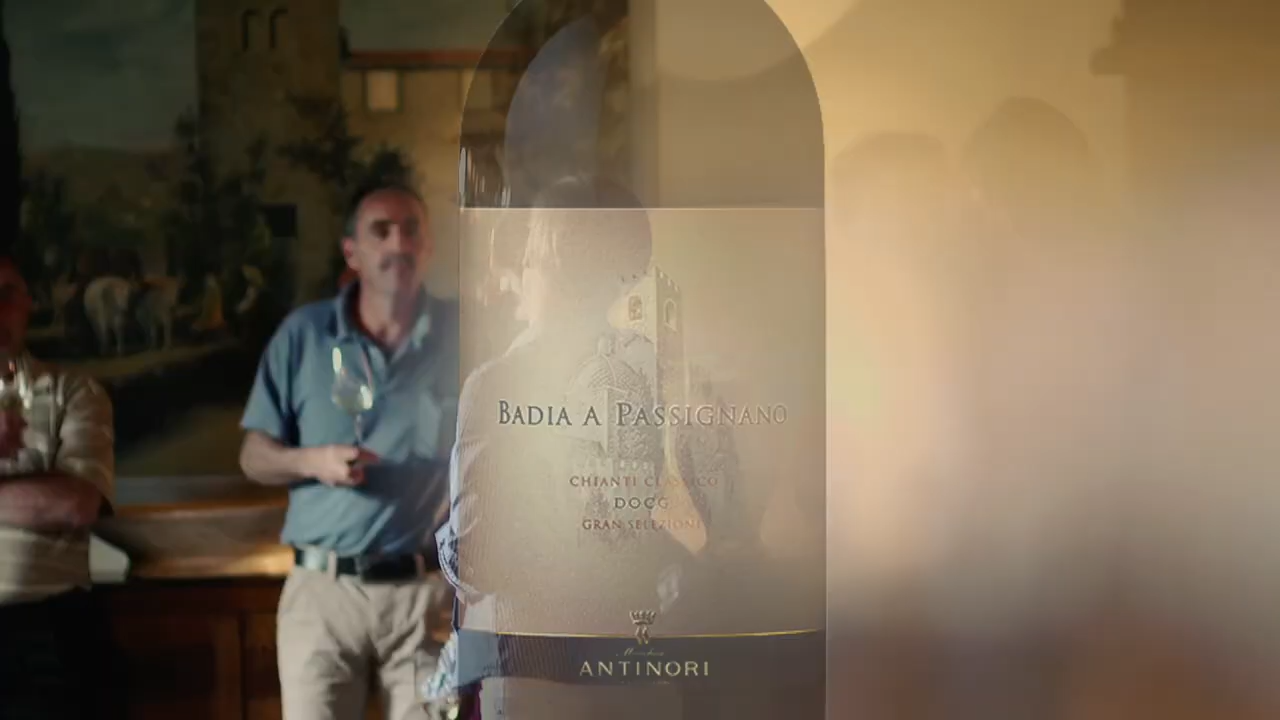 BADIA A PASSIGNANO
CHIANTI CLASSICO
DOCG
GRAN SELEZIONE
ANTINORI